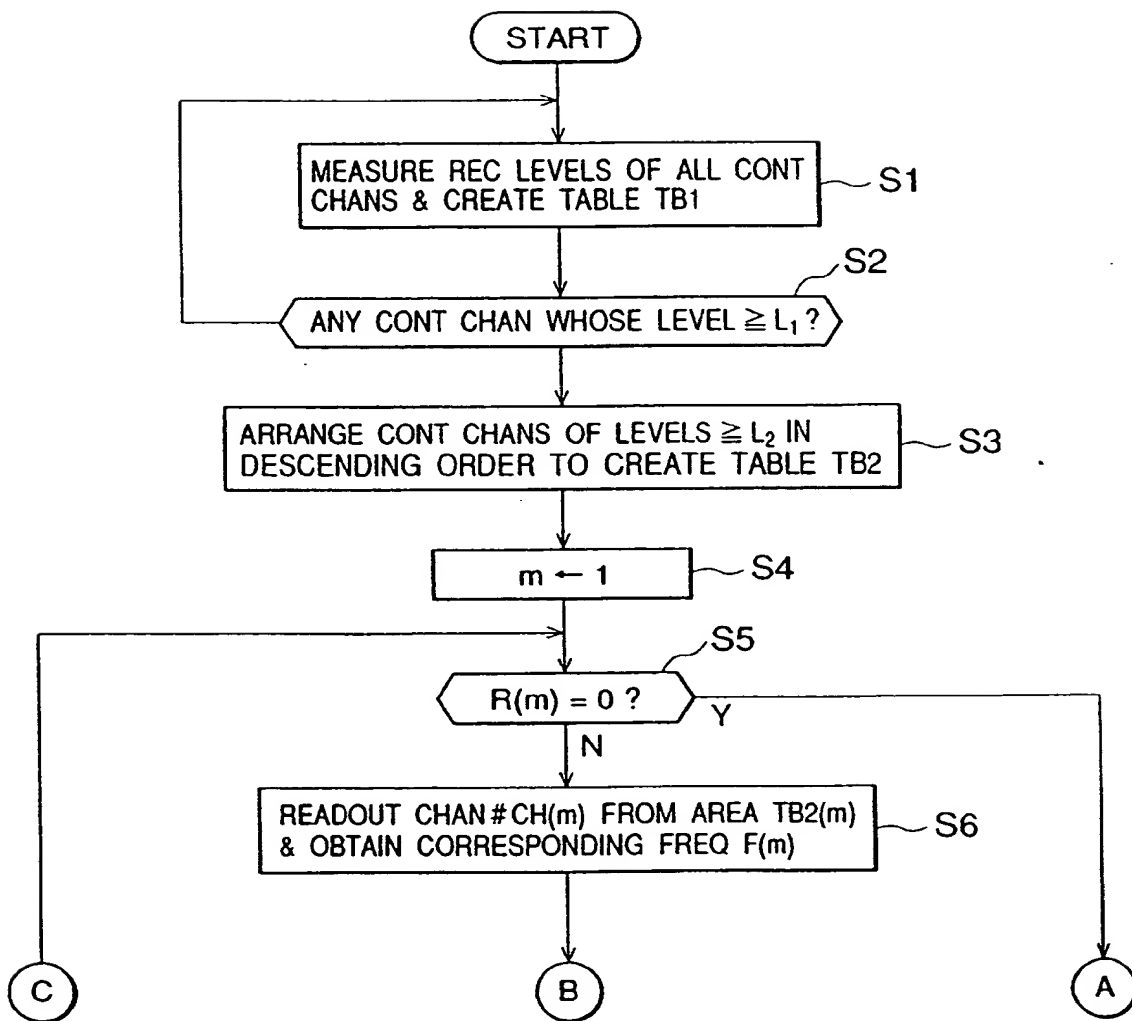 START
MEASURE REC LEVELS OF ALL CONT
CHANS & CREATE TABLE TB1
S1
S2
ANY CONT CHAN WHOSE LEVEL ≧ L₁ ?
ARRANGE CONT CHANS OF LEVELS ≧ L₂ IN
DESCENDING ORDER TO CREATE TABLE TB2
S3
m ← 1
S4
S5
R(m) = 0 ?
Y
N
READOUT CHAN # CH(m) FROM AREA TB2(m)
& OBTAIN CORRESPONDING FREQ F(m)
S6
C
B
A